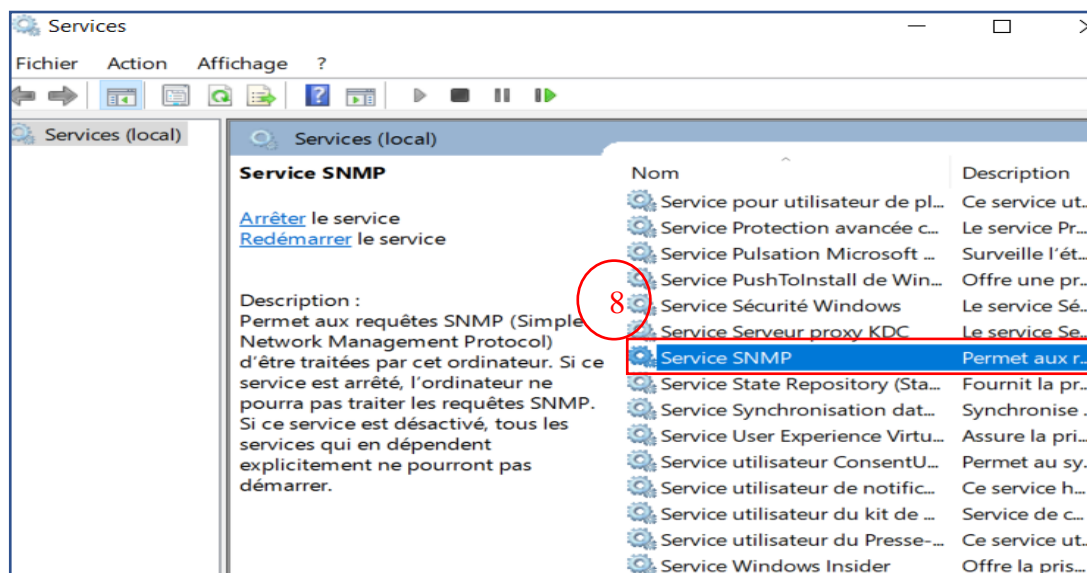 Services
Fichier Action Affichage ?
Services (local)
Services (local)
Service SNMP
Arrêter le service
Redémarrer le service
Description :
Permet aux requêtes SNMP (Simple
Network Management Protocol)
d'être traitées par cet ordinateur. Si ce
service est arrêté, l'ordinateur ne
pourra pas traiter les requêtes SNMP.
Si ce service est désactivé, tous les
services qui en dépendent
explicitement ne pourront pas
démarrer.
8
Nom Description
Service pour utilisateur de pl... Ce service ut...
Service Protection avancée c... Le service Pr...
Service Pulsation Microsoft ... Surveille l'ét...
Service PushToInstall de Win... Offre une pr...
Service Sécurité Windows Le service Sé...
Service Serveur proxy KDC Le service Se...
Service SNMP Permet aux r...
Service State Repository (Sta... Fournit la pr...
Service Synchronisation dat... Synchronise ...
Service User Experience Virtu... Assure la pri...
Service utilisateur ConsentU... Permet au sy...
Service utilisateur de notific... Ce service h...
Service utilisateur du kit de ... Service de c...
Service utilisateur du Presse-... Ce service ut...
Service Windows Insider Offre la pris...